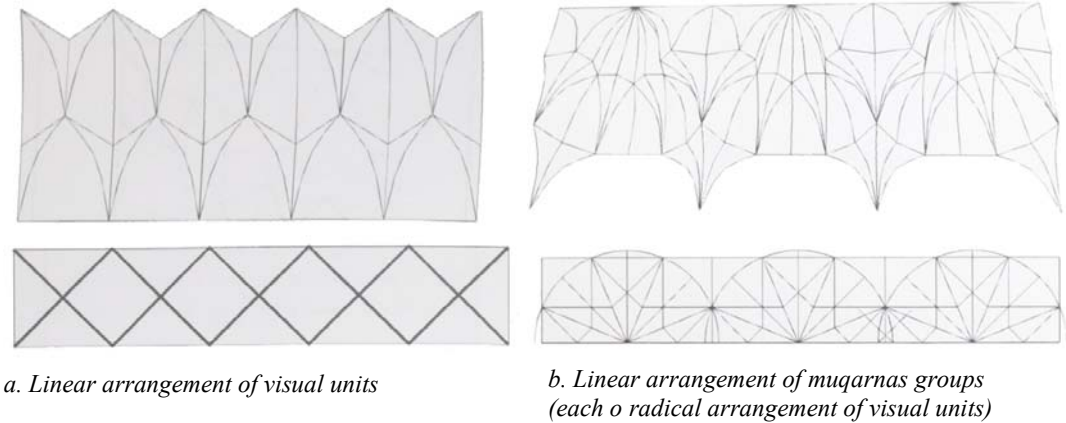 a. Linear arrangement of visual units
b. Linear arrangement of muqarnas groups
(each o radical arrangement of visual units)